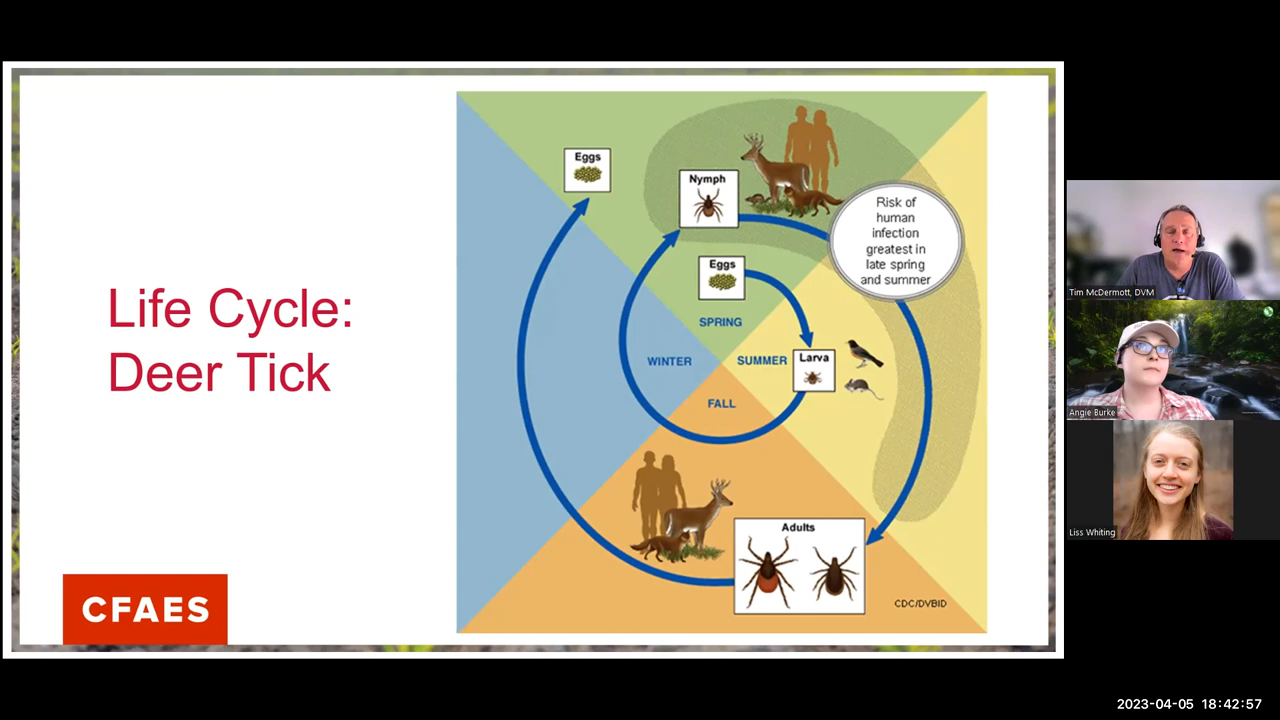 Life Cycle:
Deer Tick
CFAES
Eggs
Nymph
Risk of
human
infection
greatest in
late spring
and summer
Eggs
SPRING
WINTER
SUMMER
Larva
FALL
Adults
CDC/DVBID
Tim McDermott, DVM
Angie Burke
Liss Whiting
2023-04-05 18:42:57